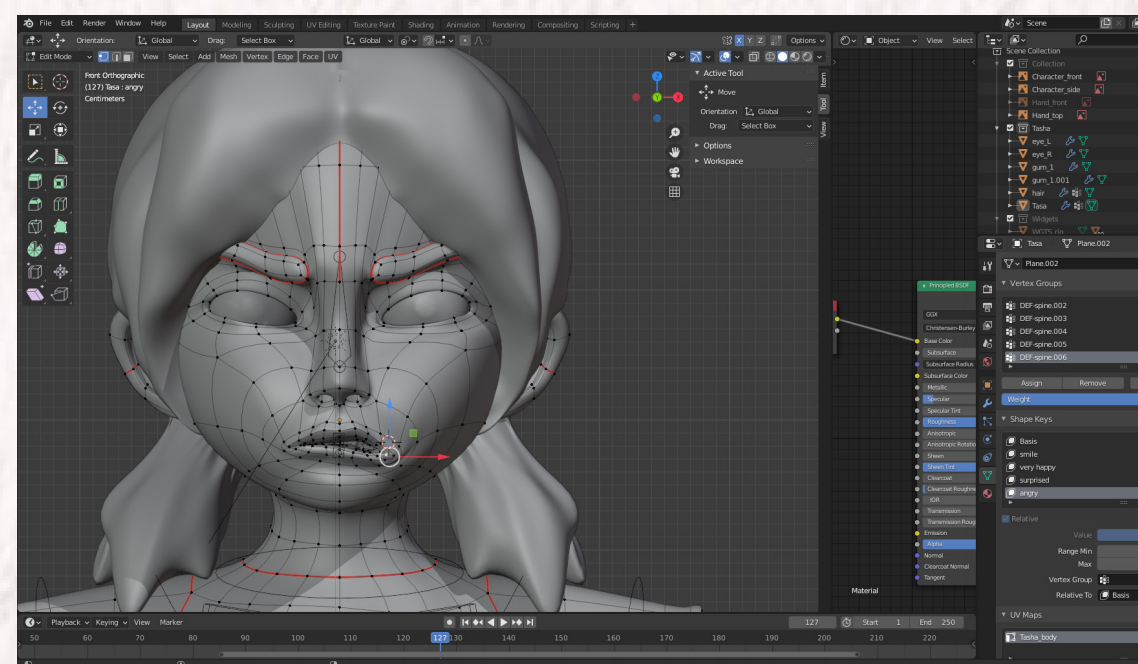 File Edit Render Window Help Layout Modeling Sculpting UV Editing Texture Paint Shading Animation Rendering Compositing Scripting + Scene
Orientation: Global Drag: Select Box Global Options Object View Select
Edit Mode View Select Add Mesh Vertex Edge Face UV X Y Z
Front Orthographic
(127) Tasa : angry
Centimeters
Active Tool
Move
Orientation Global
Drag: Select Box
Options
Workspace
Item
Tool
View
Scene Collection
Collection
Character_front
Character_side
Hand_front
Hand_top
Tasha
eye_L
eye_R
gum_1
gum_1.001
hair
Tasa
Widgets
WGTS_rig
Tasa Plane.002
Plane.002
Vertex Groups
DEF-spine.002
DEF-spine.003
DEF-spine.004
DEF-spine.005
DEF-spine.006
Assign Remove
Weight
Shape Keys
Basis
smile
very happy
surprised
angry
Relative
Value
Range Min
Max
Vertex Group
Relative To Basis
UV Maps
Tasha_body
Principled BSDF
GGX
Christensen-Burley
Base Color
Subsurface
Subsurface Radius
Subsurface Color
Metallic
Specular
Specular Tint
Roughness
Anisotropic
Anisotropic Rotatio
Sheen
Sheen Tint
Clearcoat
Clearcoat Roughne
IOR
Transmission
Transmission Roug
Emission
Alpha
Normal
Clearcoat Normal
Tangent
Material
Playback Keying View Marker 127 Start 1 End 250
50 60 70 80 90 100 110 120 127 130 140 150 160 170 180 190 200 210 220